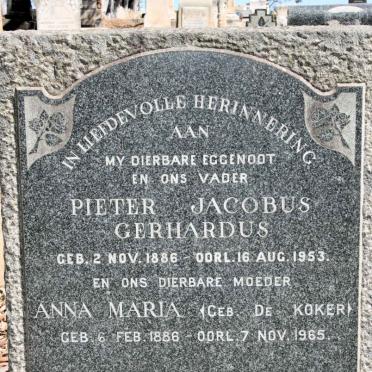 IN LIEFDEVOLLE HERINNERING
AAN
MY DIERBARE EGGENOOT
EN ONS VADER
PIETER JACOBUS
GERHARDUS
GEB. 2 NOV. 1886 - OORL. 16 AUG. 1953.
EN ONS DIERBARE MOEDER
ANNA MARIA (GEB. DE KOKER)
GEB. 6 FEB. 1886 - OORL. 7 NOV. 1965.